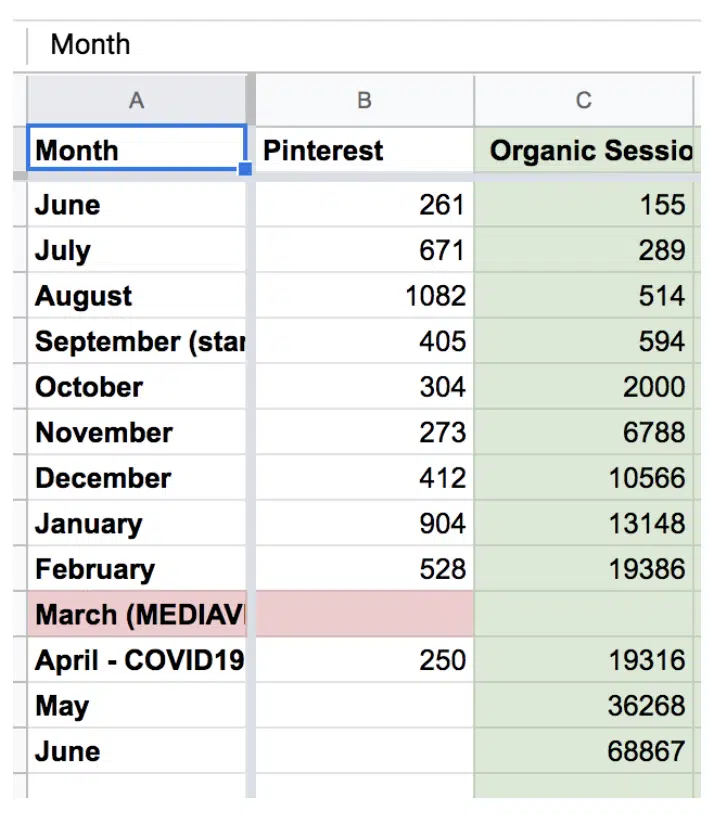 Month
A B C
Month Pinterest Organic Sessio
June 261 155
July 671 289
August 1082 514
September (star 405 594
October 304 2000
November 273 6788
December 412 10566
January 904 13148
February 528 19386
March (MEDIAVI
April - COVID19 250 19316
May 36268
June 68867